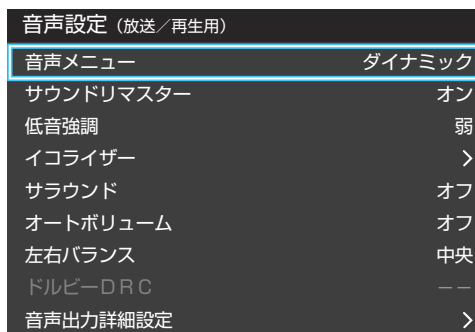 音声設定（放送／再生用）
音声メニュー ダイナミック
サウンドリマスター オン
低音強調 弱
イコライザー >
サラウンド オフ
オートボリューム オフ
左右バランス 中央
ドルビーＤＲＣ －－
音声出力詳細設定 >